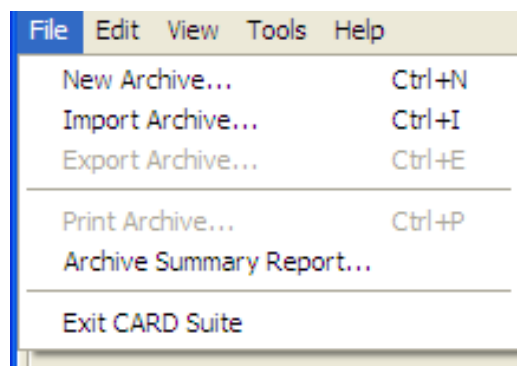 File Edit View Tools Help
New Archive... Ctrl+N
Import Archive... Ctrl+I
Export Archive... Ctrl+E
Print Archive... Ctrl+P
Archive Summary Report...
Exit CARD Suite